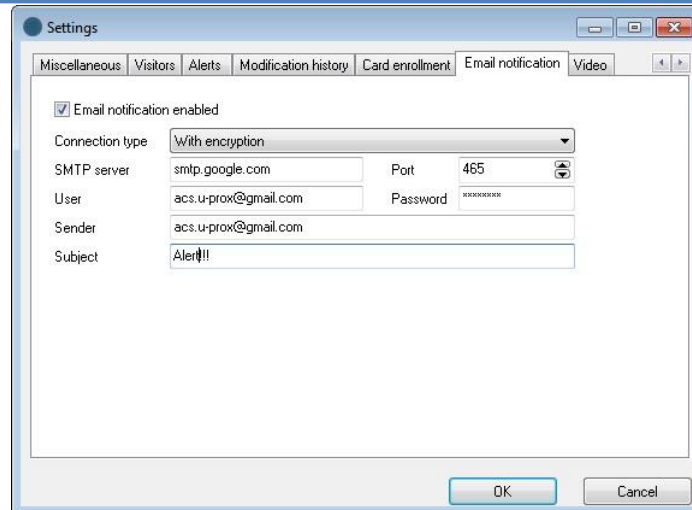 Settings
Miscellaneous Visitors Alerts Modification history Card enrollment Email notification Video
Email notification enabled
Connection type With encryption
SMTP server smtp.google.com Port 465
User acs.u-prox@gmail.com Password ********
Sender acs.u-prox@gmail.com
Subject Alert!!!
OK Cancel